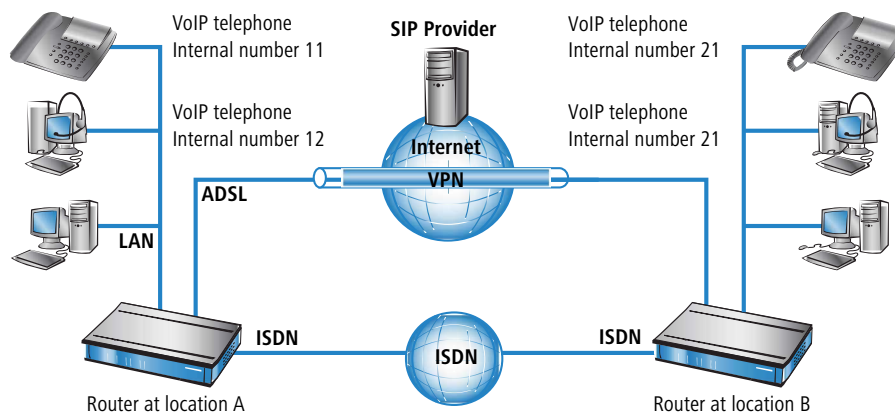 VoIP telephone
Internal number 11
SIP Provider
VoIP telephone
Internal number 21
VoIP telephone
Internal number 12
VoIP telephone
Internal number 21
Internet
VPN
ADSL
LAN
ISDN
ISDN
ISDN
Router at location A
Router at location B